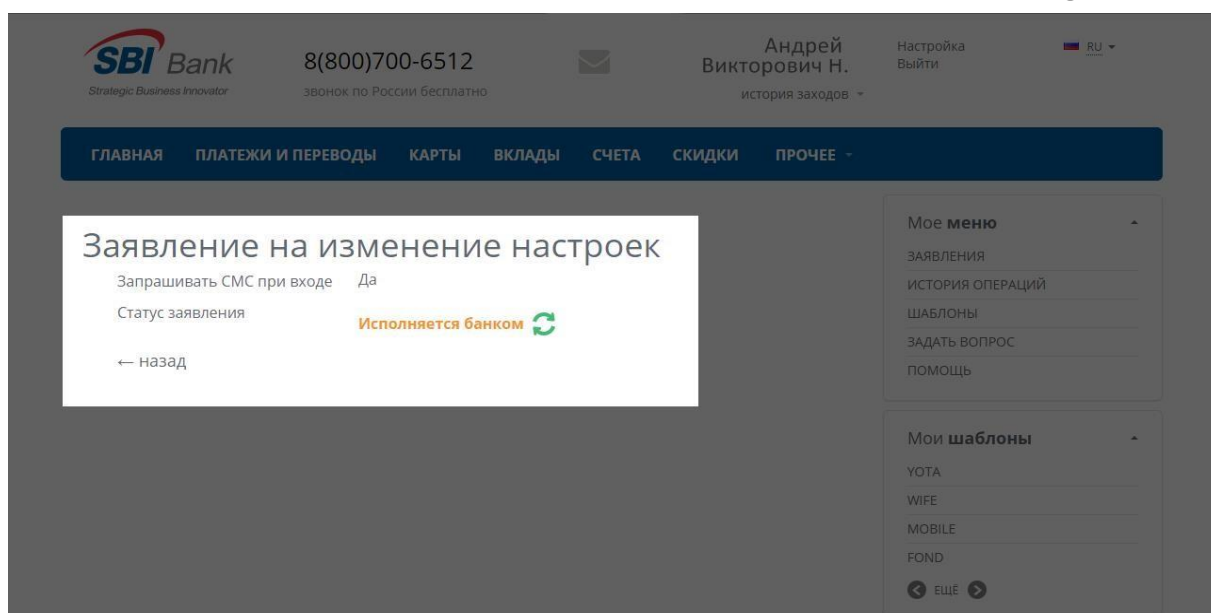 SBI Bank
Strategic Business Innovator
8(800)700-6512
звонок по России бесплатно
Андрей
Викторович Н.
история заходов
Настройка
Выйти
RU
ГЛАВНАЯ ПЛАТЕЖИ И ПЕРЕВОДЫ КАРТЫ ВКЛАДЫ СЧЕТА СКИДКИ ПРОЧЕЕ
Заявление на изменение настроек
Запрашивать СМС при входе Да
Статус заявления Исполняется банком
← назад
Мое меню
ЗАЯВЛЕНИЯ
ИСТОРИЯ ОПЕРАЦИЙ
ШАБЛОНЫ
ЗАДАТЬ ВОПРОС
ПОМОЩЬ
Мои шаблоны
YOTA
WIFE
MOBILE
FOND
ЕЩЁ